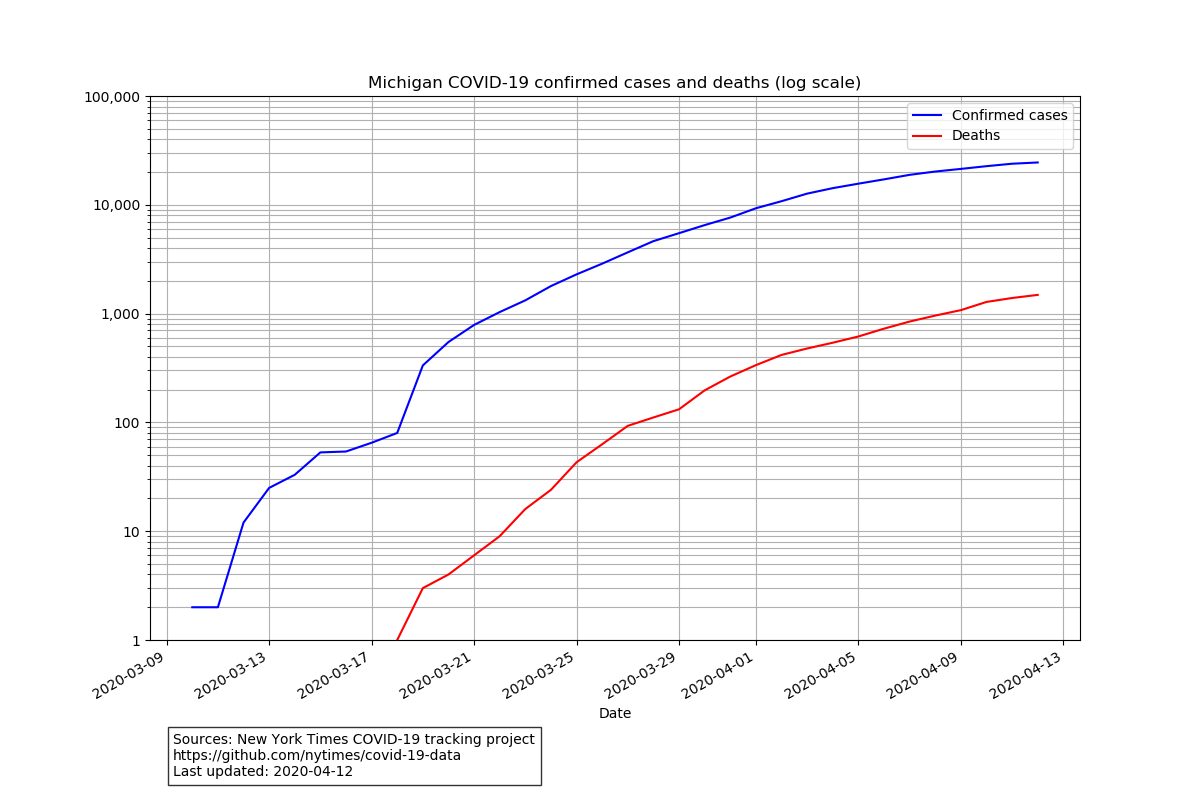 Michigan COVID-19 confirmed cases and deaths (log scale)
100,000
10,000
1,000
100
10
1
Confirmed cases
Deaths
2020-03-09
2020-03-13
2020-03-17
2020-03-21
2020-03-25
2020-03-29
2020-04-01
2020-04-05
2020-04-09
2020-04-13
Date
Sources: New York Times COVID-19 tracking project
https://github.com/nytimes/covid-19-data
Last updated: 2020-04-12